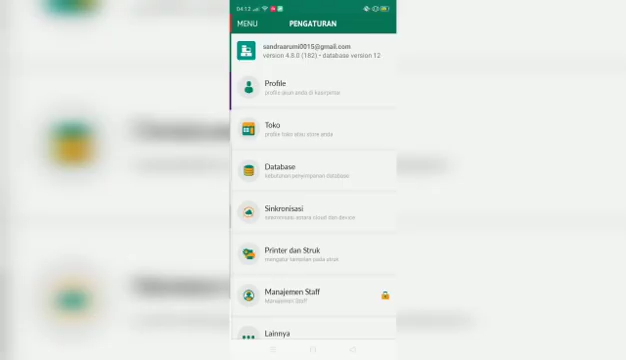 04:12
MENU PENGATURAN
sandraarumi0015@gmail.com
version 4.8.0 (182) • database version 12
Profile
profile akun anda di kasirpintar
Toko
profile toko atau store anda
Database
kebutuhan penyimpanan database
Sinkronisasi
sinkronisasi antara cloud dan device
Printer dan Struk
mengatur tampilan pada struk
Manajemen Staff
Manajemen Staff
Lainnya